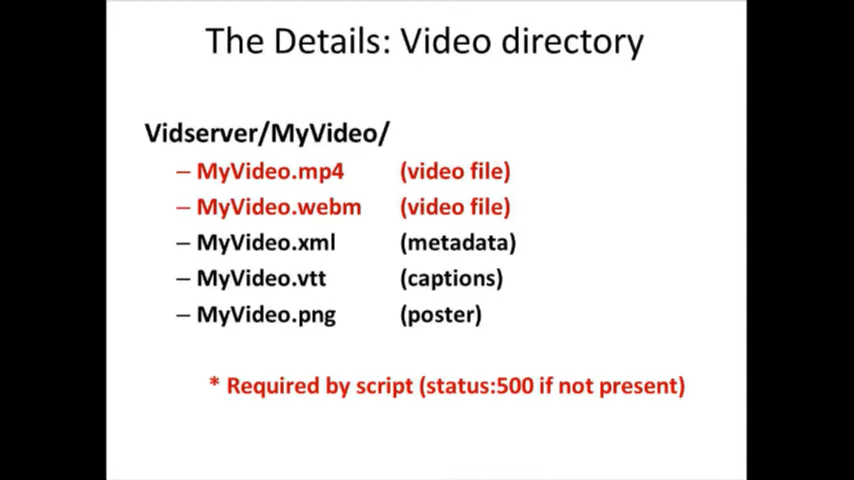 The Details: Video directory
Vidserver/MyVideo/
– MyVideo.mp4 (video file)
– MyVideo.webm (video file)
– MyVideo.xml (metadata)
– MyVideo.vtt (captions)
– MyVideo.png (poster)
* Required by script (status:500 if not present)